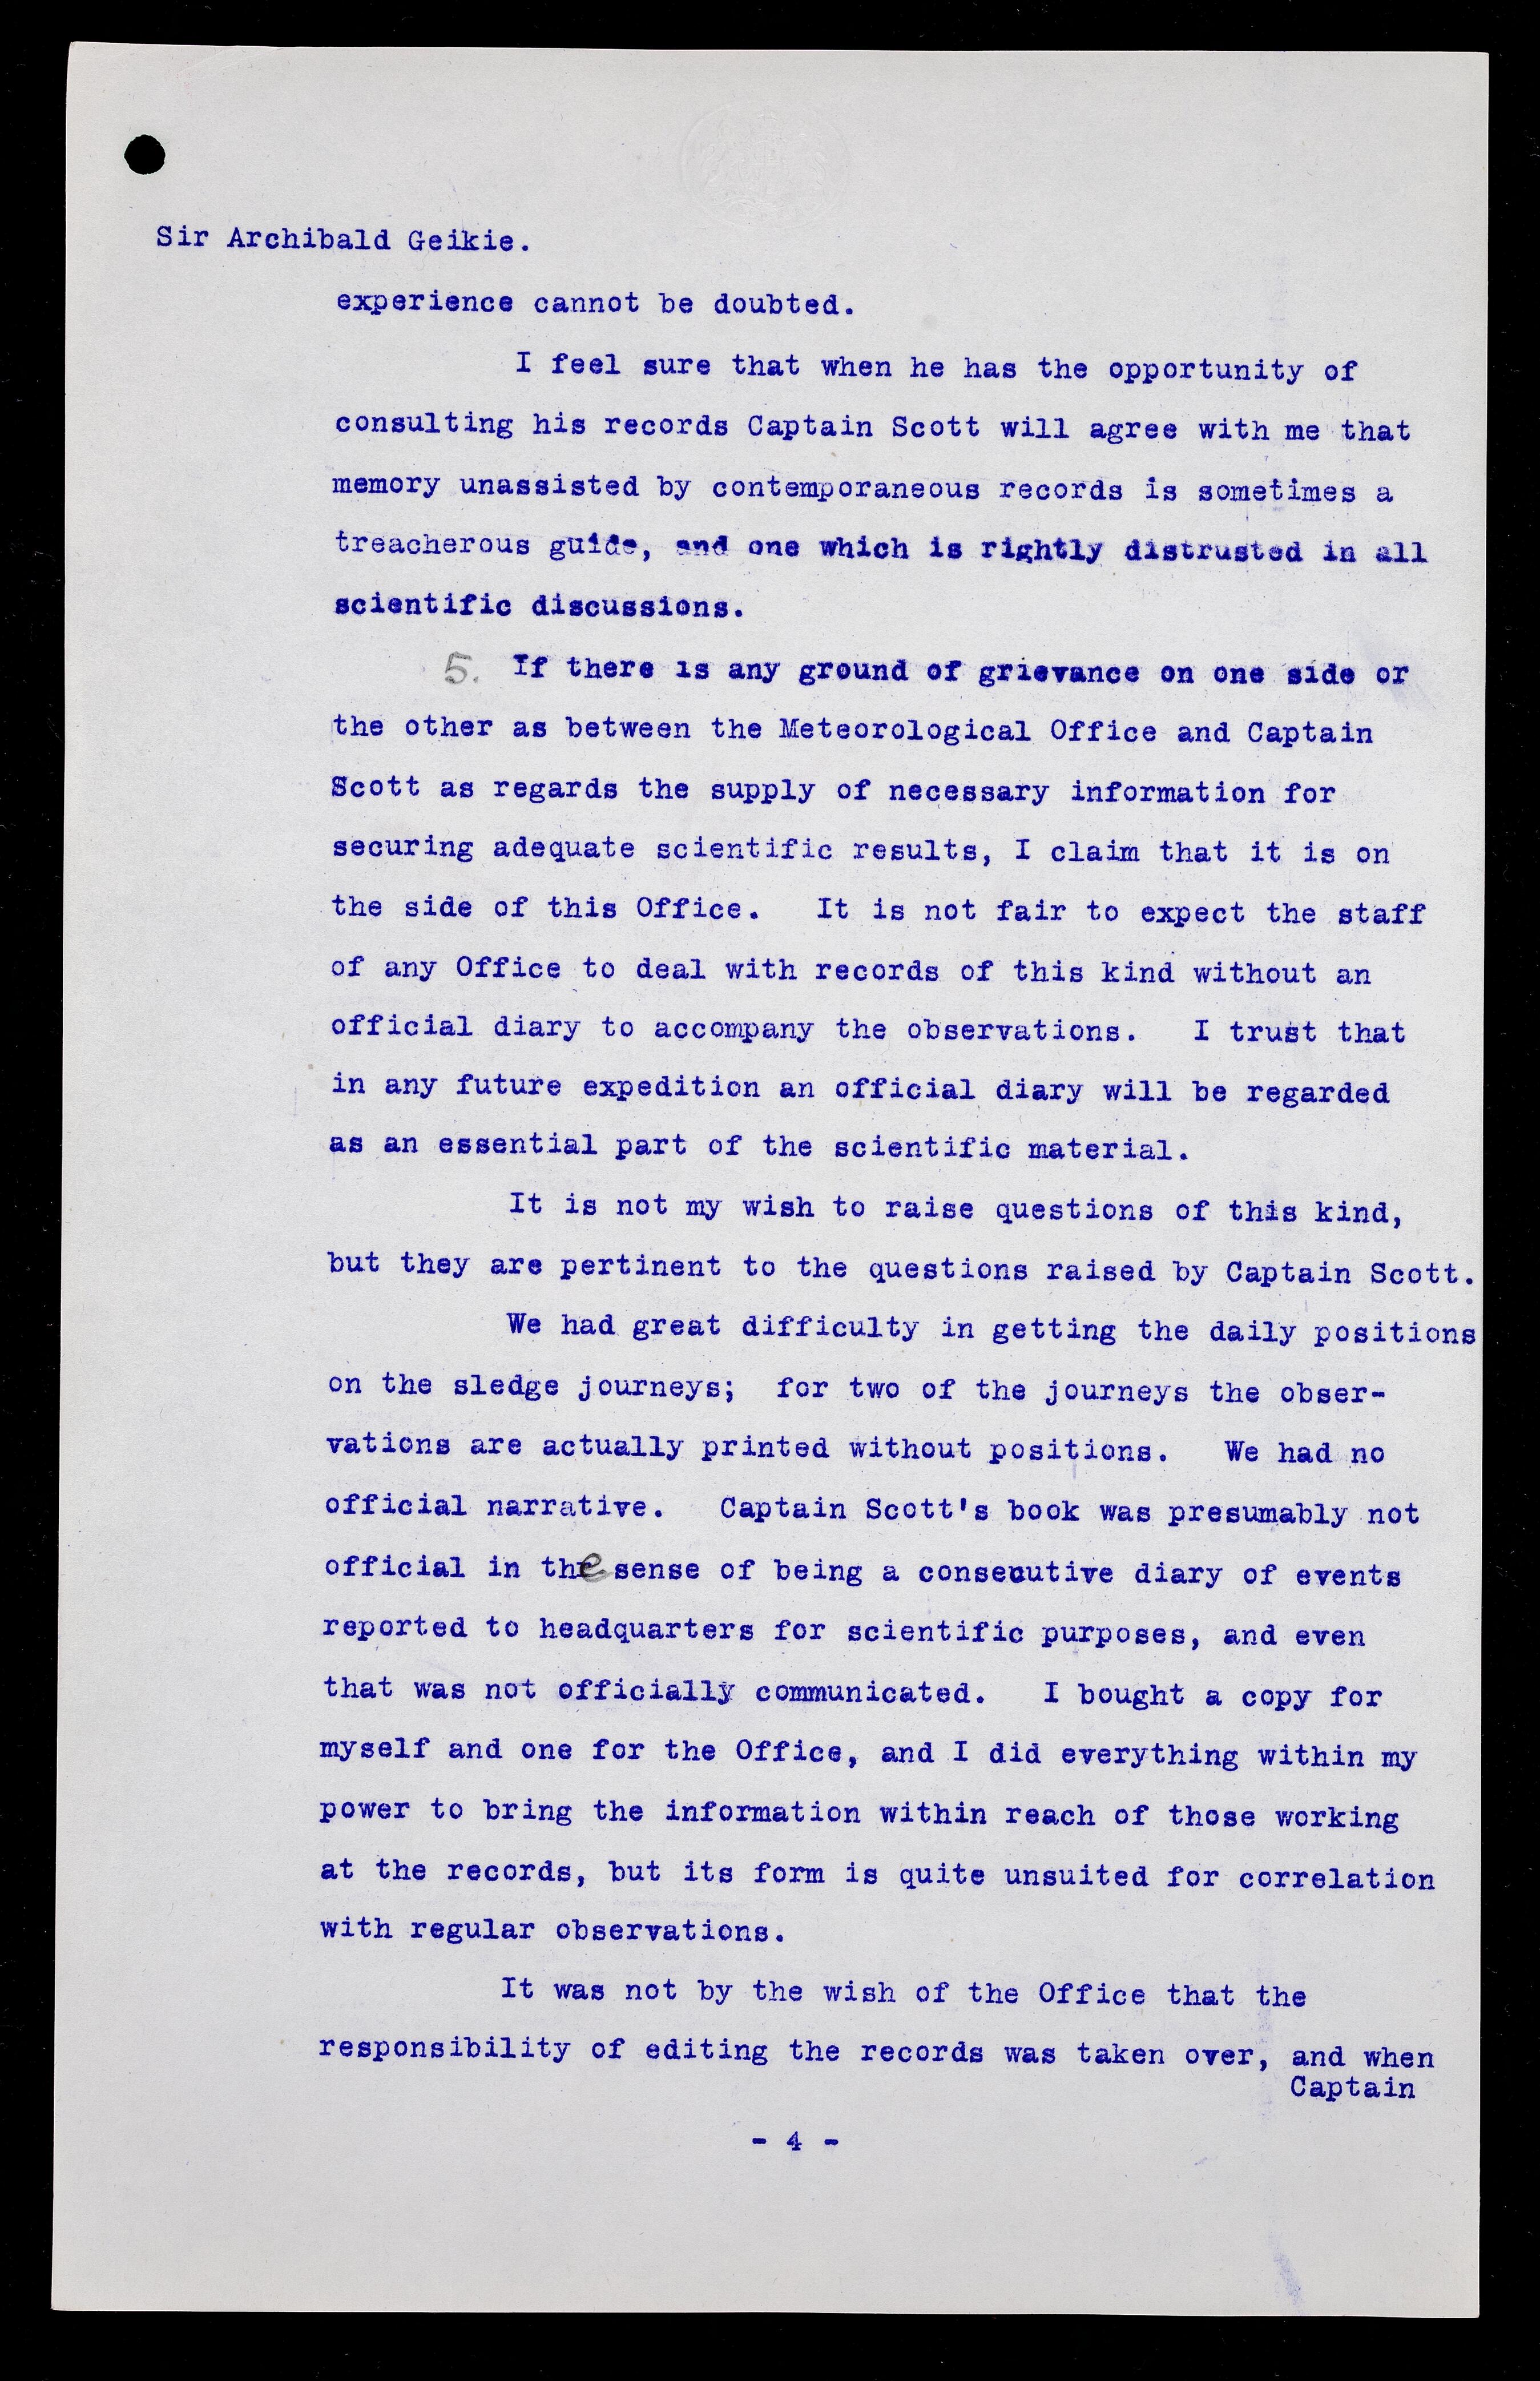 Sir Archibald Geikie.
experience cannot be doubted.
I feel sure that when he has the opportunity of
consulting his records Captain Scott will agree with me that
memory unassisted by contemporaneous records is sometimes a
treacherous guide, and one which is rightly distrusted in all
scientific discussions.
5. If there is any ground of grievance on one side or
the other as between the Meteorological Office and Captain
Scott as regards the supply of necessary information for
securing adequate scientific results, I claim that it is on
the side of this Office. It is not fair to expect the staff
of any Office to deal with records of this kind without an
official diary to accompany the observations. I trust that
in any future expedition an official diary will be regarded
as an essential part of the scientific material.
It is not my wish to raise questions of this kind,
but they are pertinent to the questions raised by Captain Scott.
We had great difficulty in getting the daily positions
on the sledge journeys; for two of the journeys the obser-
vations are actually printed without positions. We had no
official narrative. Captain Scott's book was presumably not
official in the sense of being a consecutive diary of events
reported to headquarters for scientific purposes, and even
that was not officially communicated. I bought a copy for
myself and one for the Office, and I did everything within my
power to bring the information within reach of those working
at the records, but its form is quite unsuited for correlation
with regular observations.
It was not by the wish of the Office that the
responsibility of editing the records was taken over, and when
Captain
- 4 -